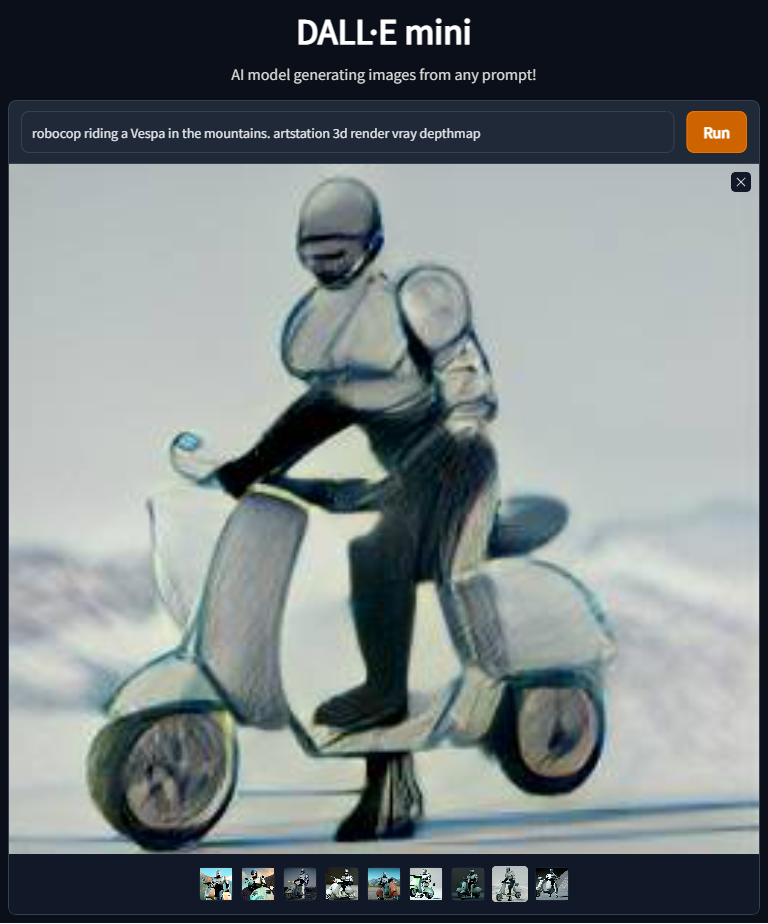 DALL·E mini
AI model generating images from any prompt!
robocop riding a Vespa in the mountains. artstation 3d render vray depthmap
Run